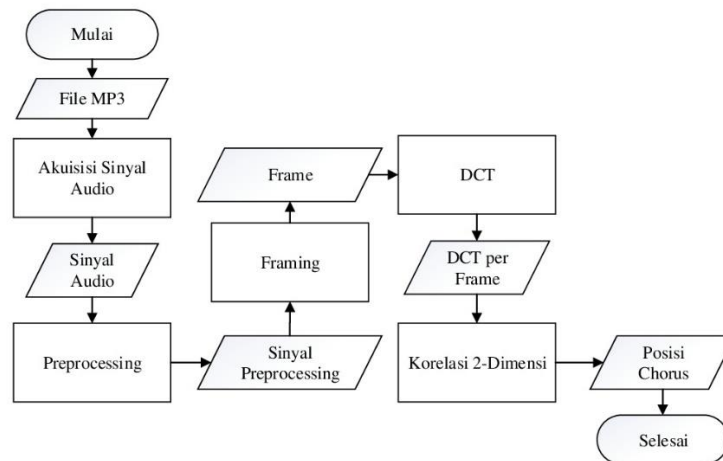 Mulai
File MP3
Akuisisi Sinyal
Audio
Sinyal
Audio
Preprocessing
Sinyal
Preprocessing
Framing
Frame
DCT
DCT per
Frame
Korelasi 2-Dimensi
Posisi
Chorus
Selesai